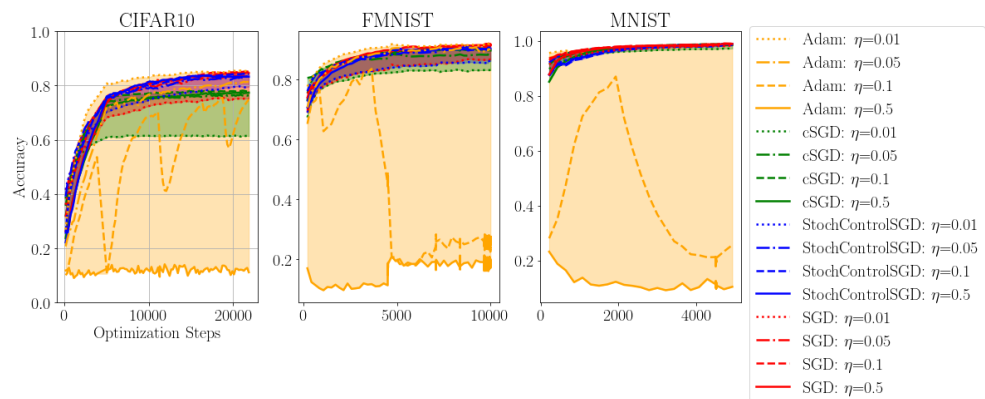 CIFAR10
FMNIST
MNIST
Accuracy
1.0
0.8
0.6
0.4
0.2
0.0
0
10000
20000
Optimization Steps
0.8
0.6
0.4
0.2
0
5000
10000
1.0
0.8
0.6
0.4
0.2
0
2000
4000
Adam: η=0.01
Adam: η=0.05
Adam: η=0.1
Adam: η=0.5
cSGD: η=0.01
cSGD: η=0.05
cSGD: η=0.1
cSGD: η=0.5
StochControlSGD: η=0.01
StochControlSGD: η=0.05
StochControlSGD: η=0.1
StochControlSGD: η=0.5
SGD: η=0.01
SGD: η=0.05
SGD: η=0.1
SGD: η=0.5